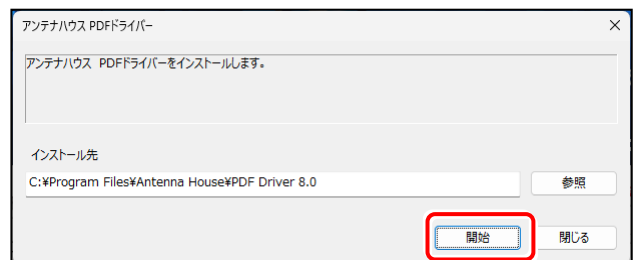 アンテナハウス PDFドライバー
アンテナハウス PDFドライバーをインストールします。
インストール先
C:¥Program Files¥Antenna House¥PDF Driver 8.0
参照
開始
閉じる